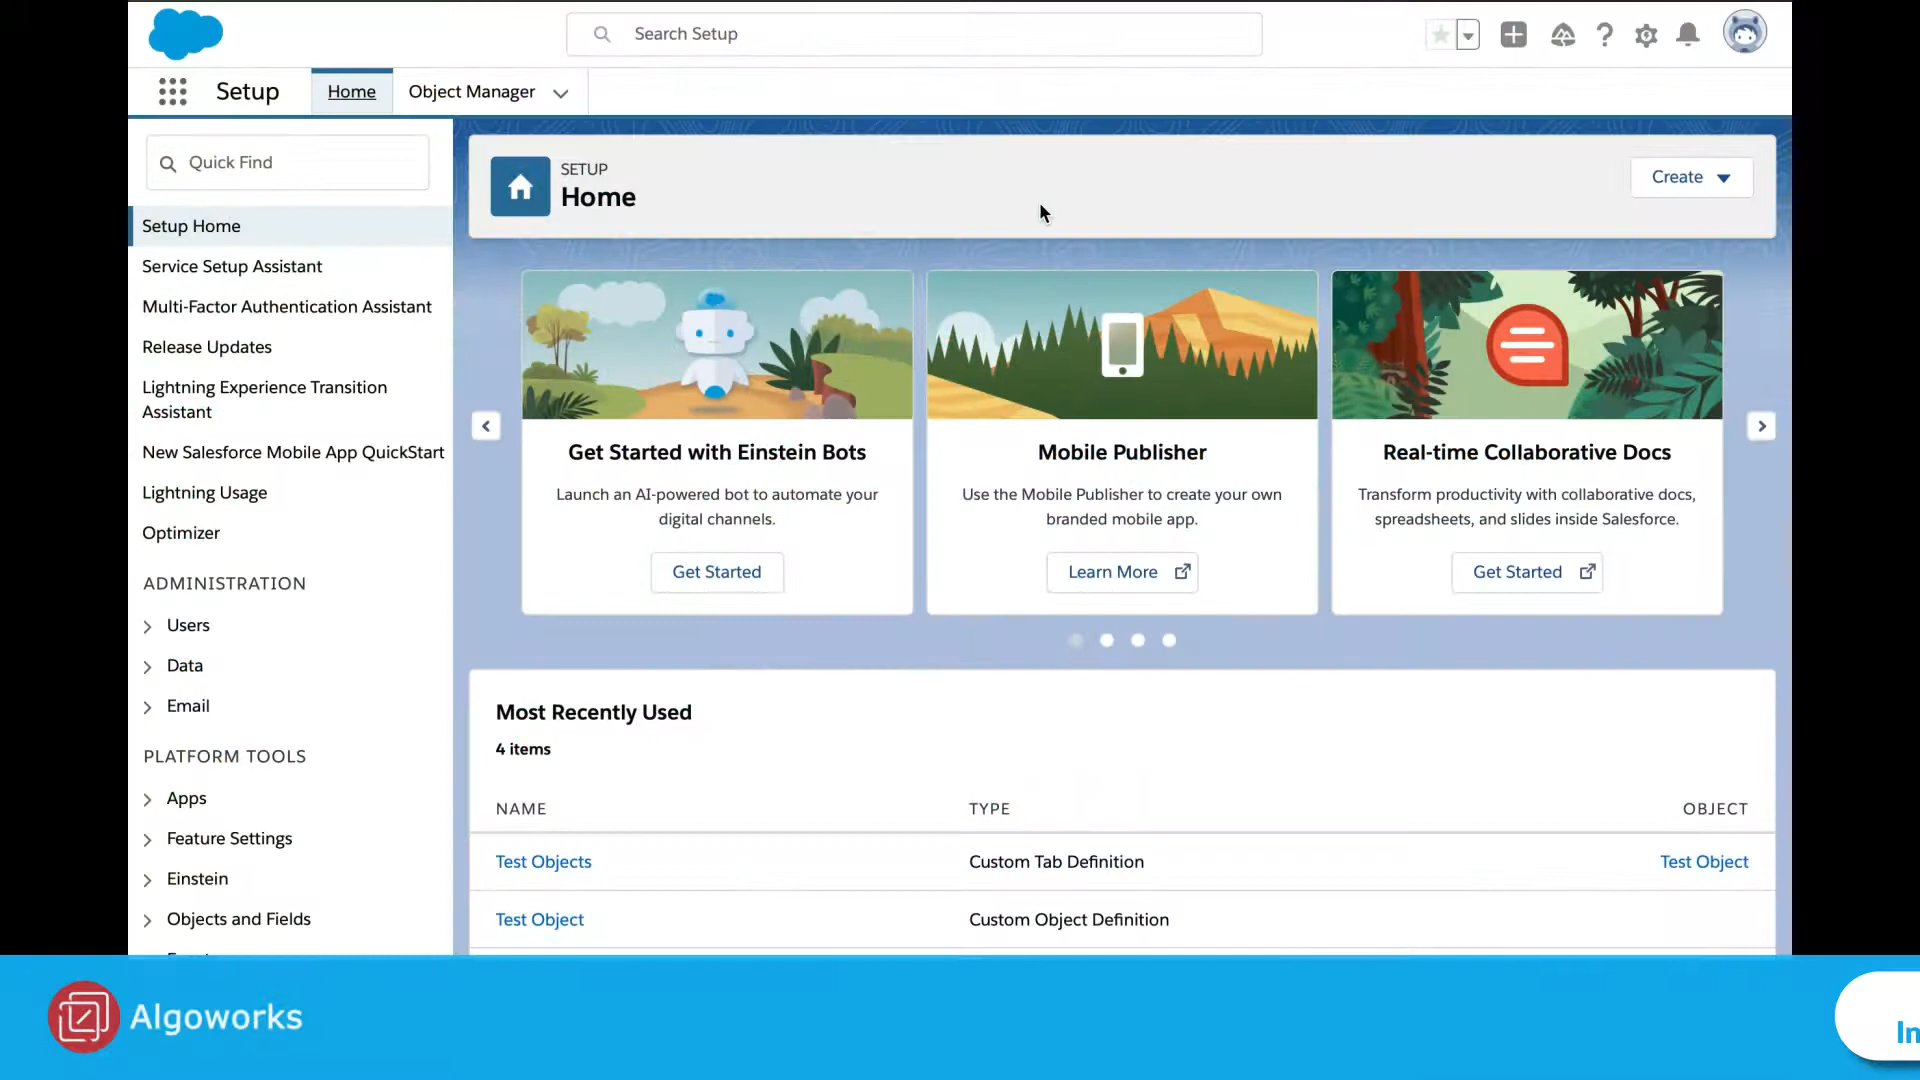 Search Setup
Setup
Home
Object Manager
Quick Find
Setup Home
Service Setup Assistant
Multi-Factor Authentication Assistant
Release Updates
Lightning Experience Transition
Assistant
New Salesforce Mobile App QuickStart
Lightning Usage
Optimizer
ADMINISTRATION
Users
Data
Email
PLATFORM TOOLS
Apps
Feature Settings
Einstein
Objects and Fields
SETUP
Home
Create
Get Started with Einstein Bots
Launch an AI-powered bot to automate your
digital channels.
Get Started
Mobile Publisher
Use the Mobile Publisher to create your own
branded mobile app.
Learn More
Real-time Collaborative Docs
Transform productivity with collaborative docs,
spreadsheets, and slides inside Salesforce.
Get Started
Most Recently Used
4 items
NAME TYPE OBJECT
Test Objects Custom Tab Definition Test Object
Test Object Custom Object Definition
Algoworks
In